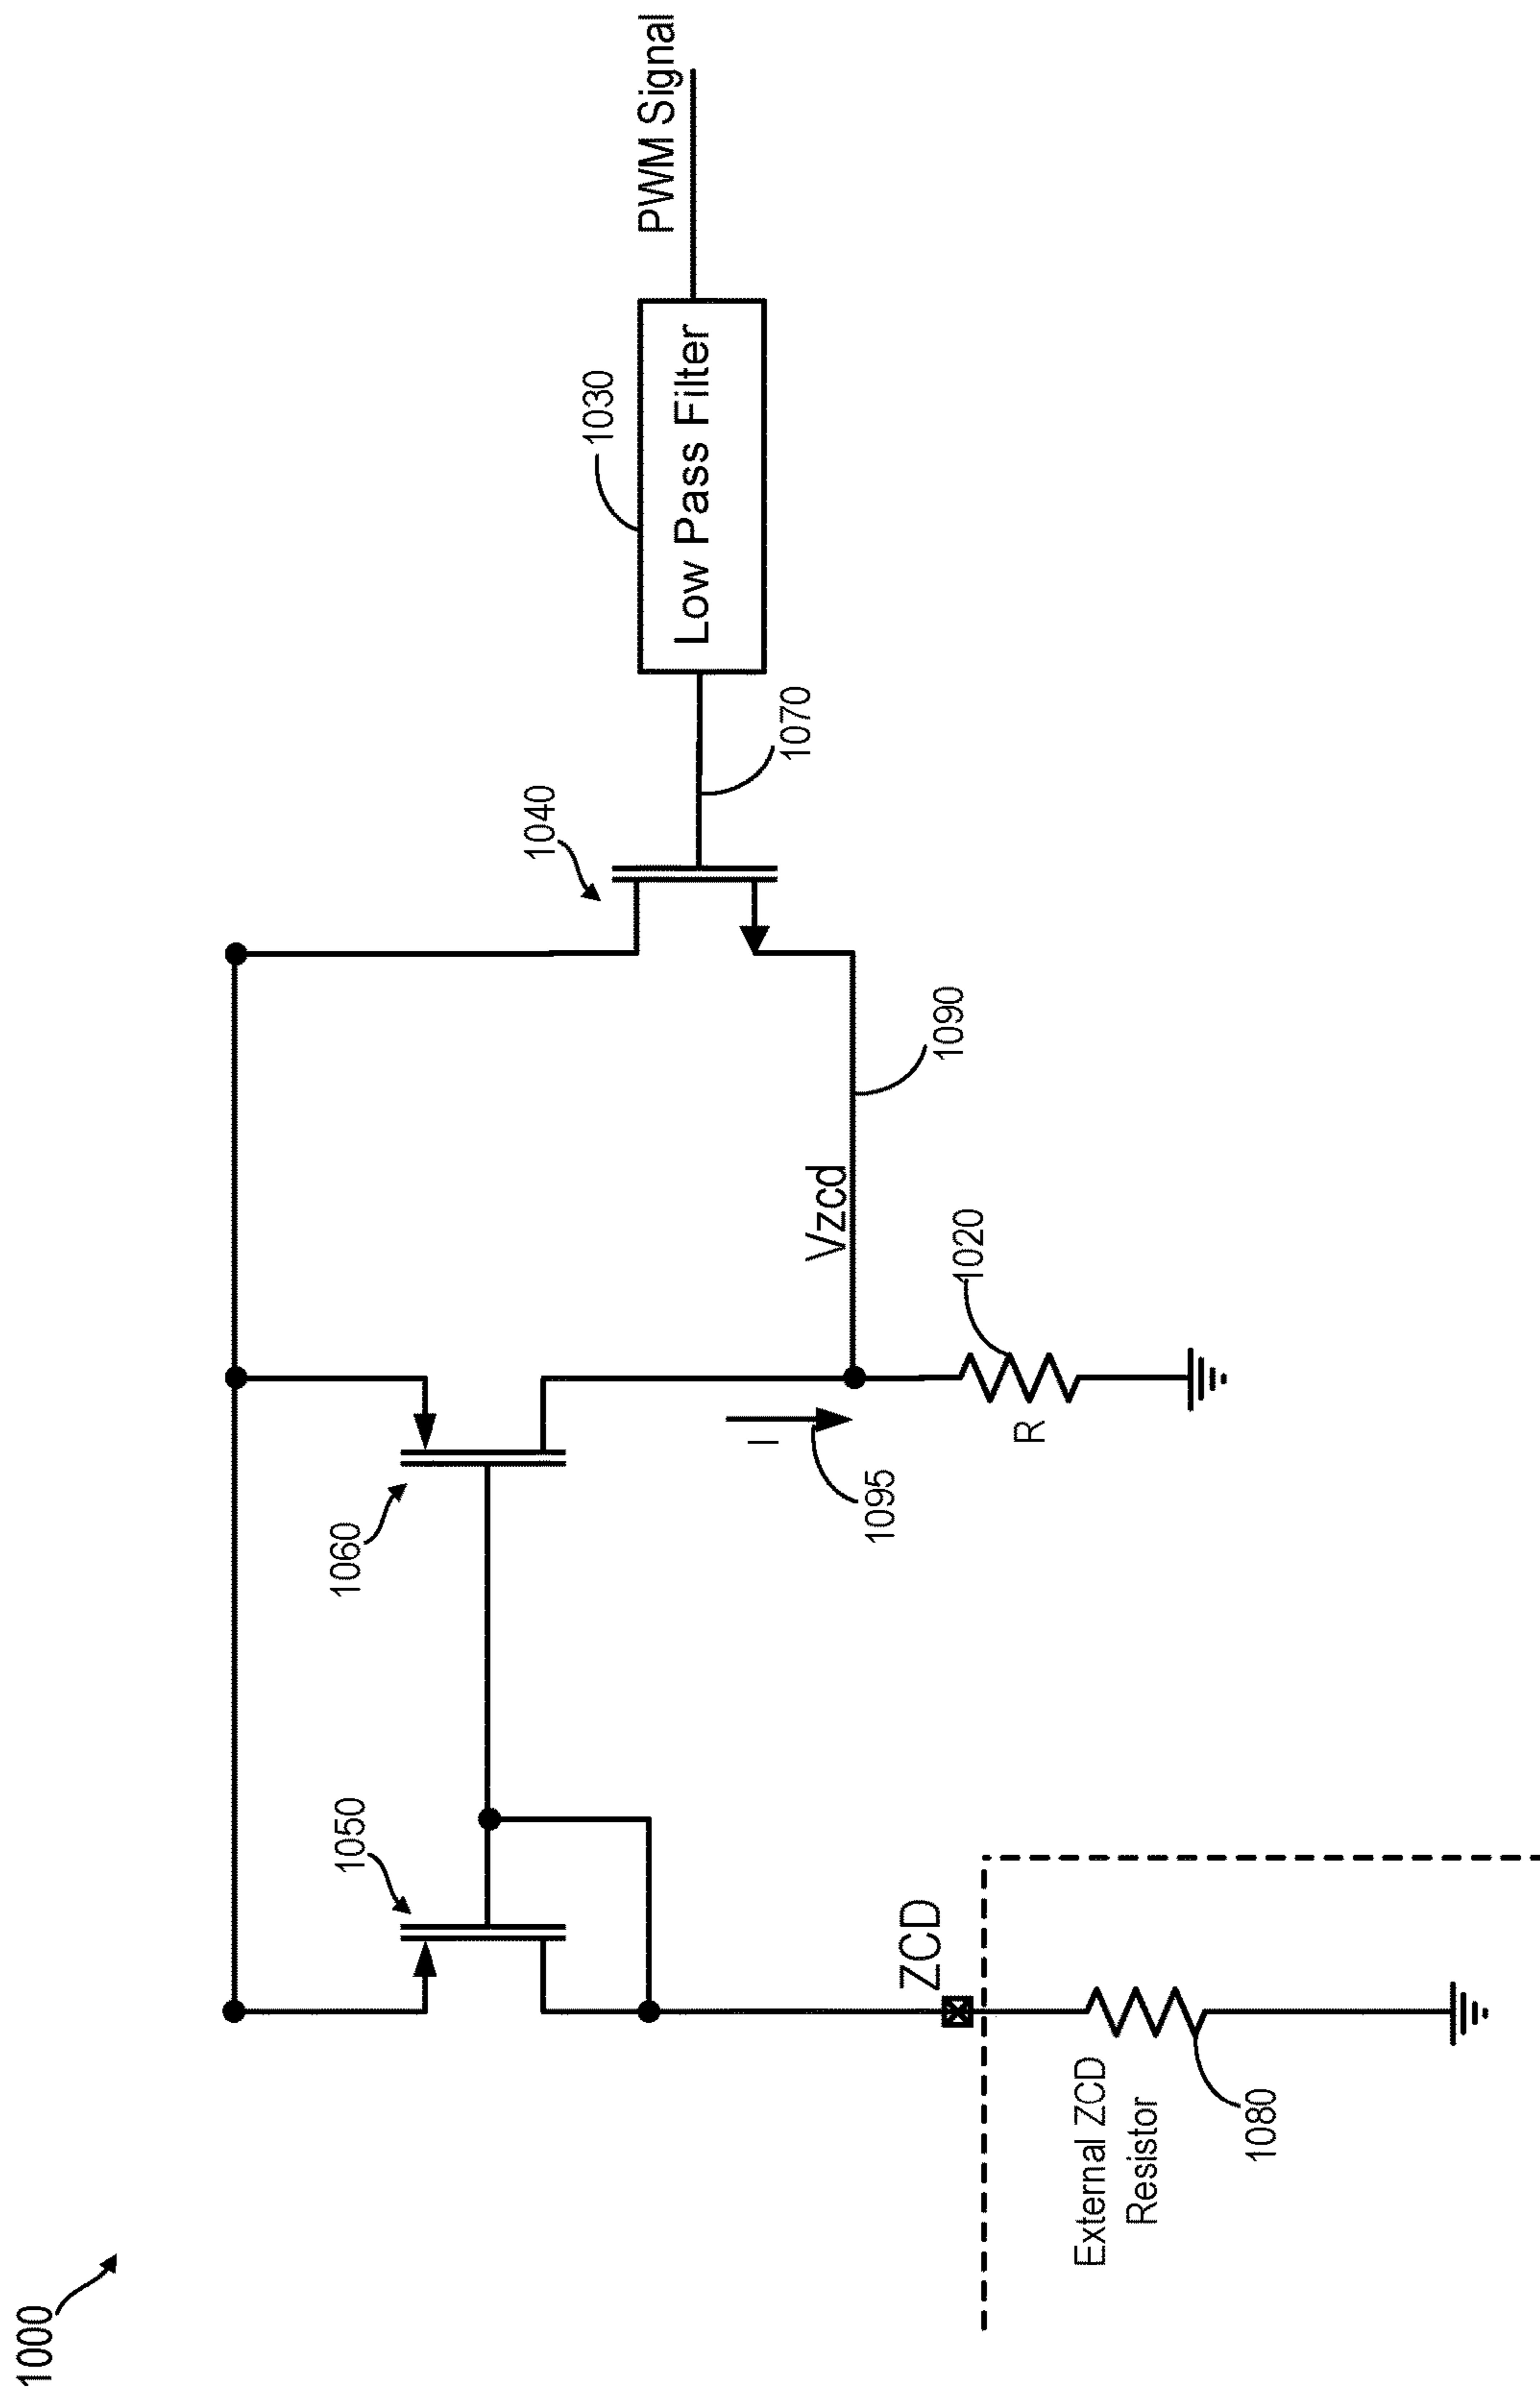 1000
1050
1060
1040
1030
PWM Signal
Low Pass Filter
1070
1090
Vzcd
I
1095
1020
R
ZCD
External ZCD
Resistor
1080